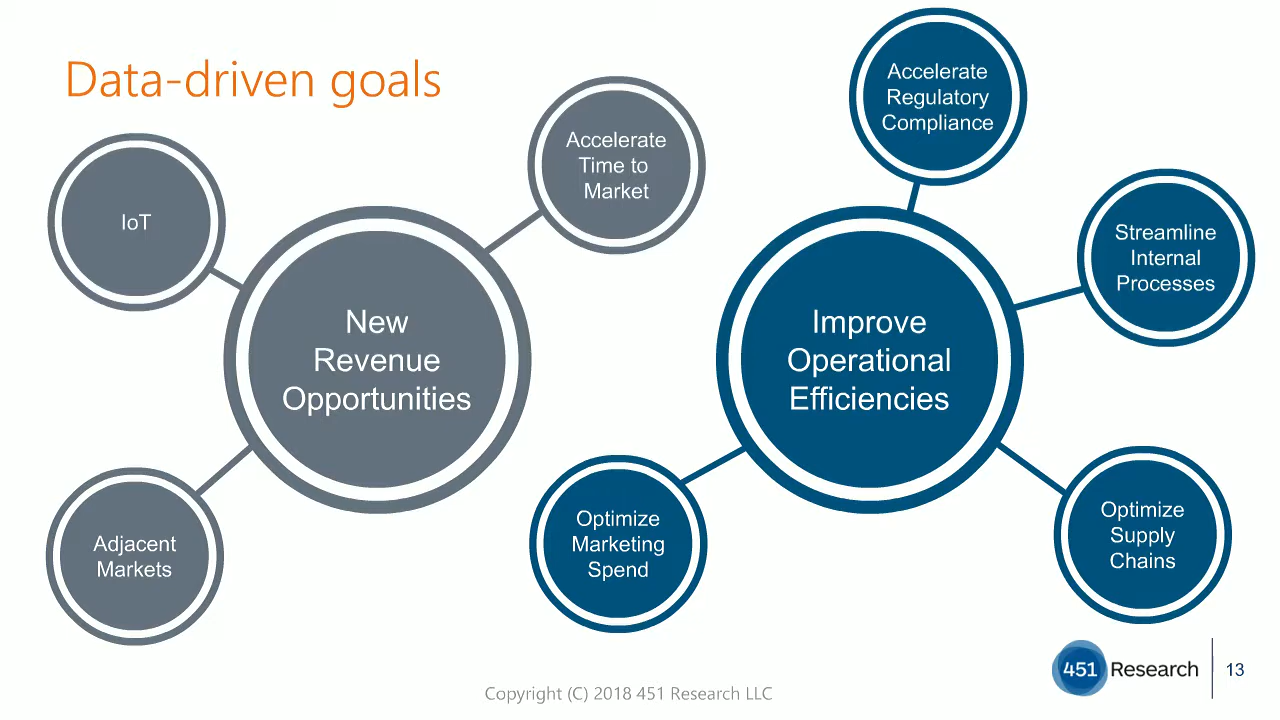 Data-driven goals
IoT
Accelerate
Time to
Market
New
Revenue
Opportunities
Adjacent
Markets
Accelerate
Regulatory
Compliance
Streamline
Internal
Processes
Improve
Operational
Efficiencies
Optimize
Marketing
Spend
Optimize
Supply
Chains
451 Research
13
Copyright (C) 2018 451 Research LLC